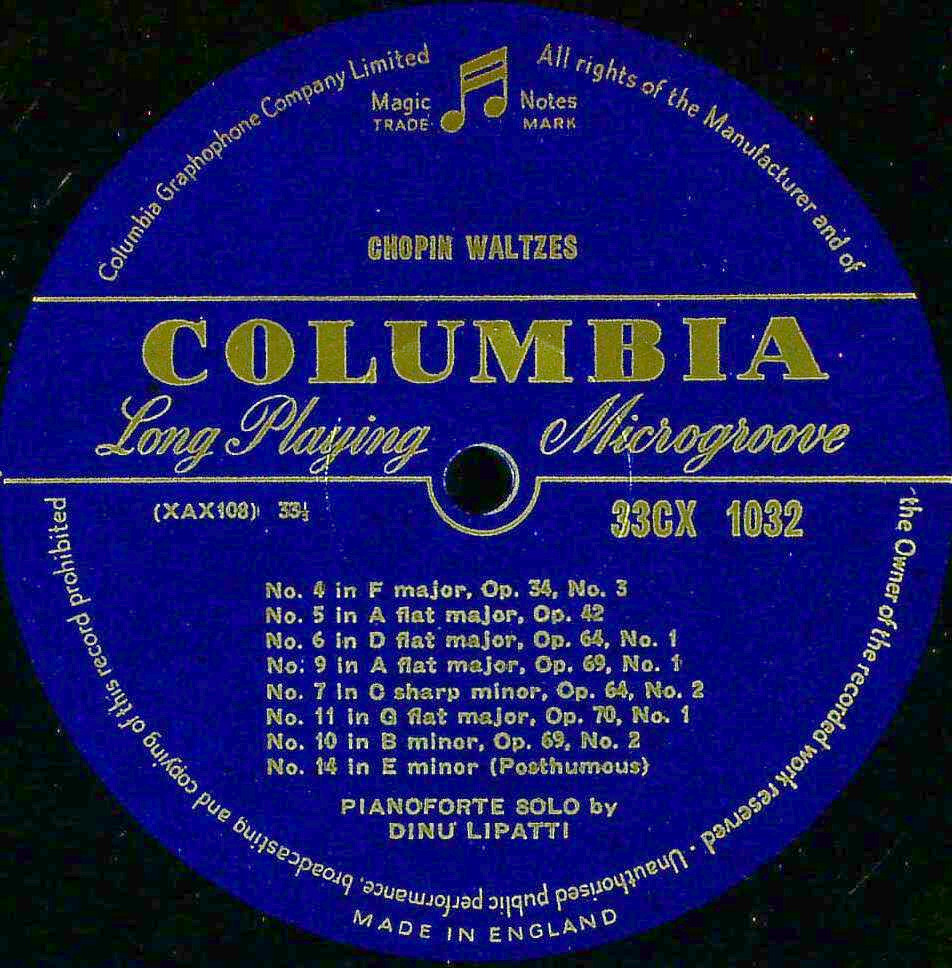 Columbia Graphophone Company Limited
Magic Notes
TRADE MARK
All rights of the Manufacturer and of
the Owner of the recorded work reserved · Unauthorised public performance, broadcasting and copying of this record prohibited
CHOPIN WALTZES
COLUMBIA
Long Playing Microgroove
(XAX108) 33⅓
33CX 1032
No. 4 in F major, Op. 34, No. 3
No. 5 in A flat major, Op. 42
No. 6 in D flat major, Op. 64, No. 1
No. 9 in A flat major, Op. 69, No. 1
No. 7 in C sharp minor, Op. 64, No. 2
No. 11 in G flat major, Op. 70, No. 1
No. 10 in B minor, Op. 69, No. 2
No. 14 in E minor (Posthumous)
PIANOFORTE SOLO by
DINU LIPATTI
MADE IN ENGLAND